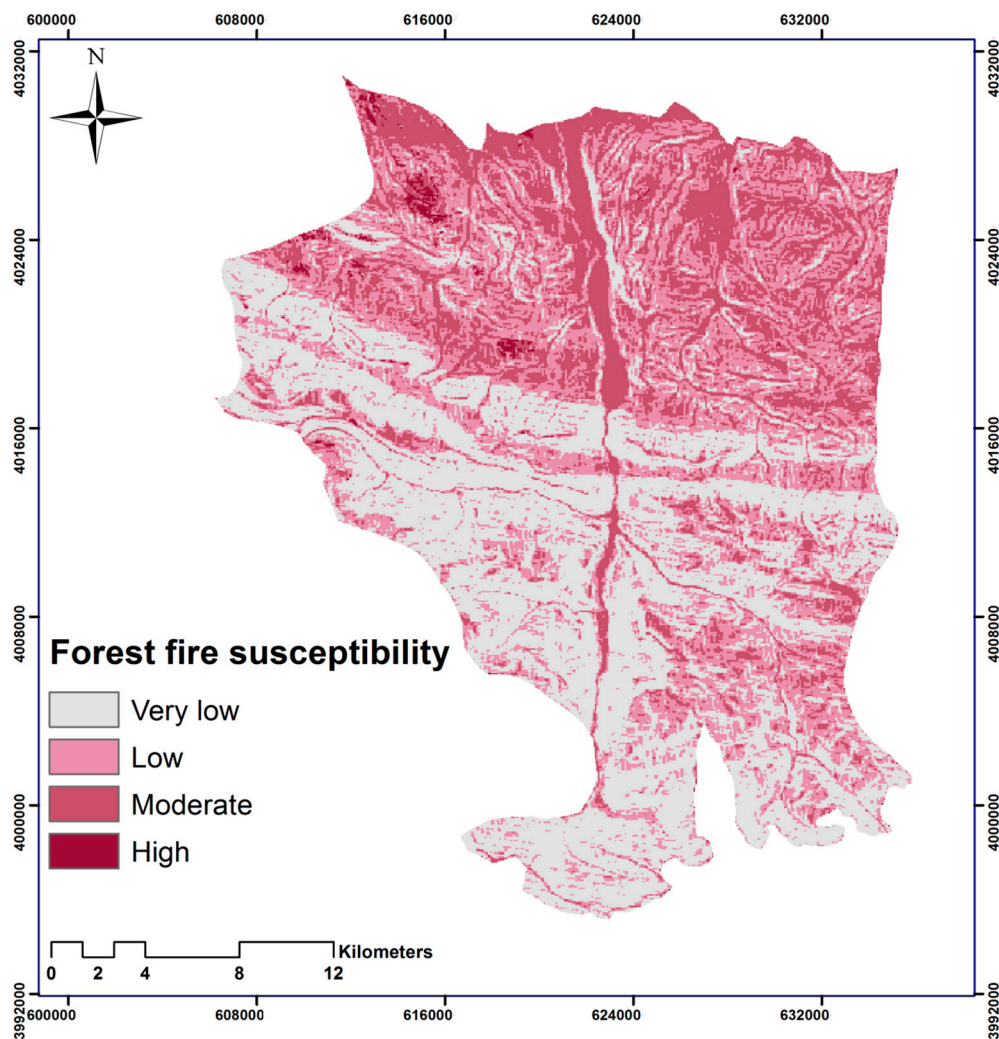 600000 608000 616000 624000 632000
N
4032000 4032000
4024000 4024000
4016000 4016000
4008000 4008000
4000000 4000000
3992000 3992000
Forest fire susceptibility
Very low
Low
Moderate
High
Kilometers
0 2 4 8 12
600000 608000 616000 624000 632000